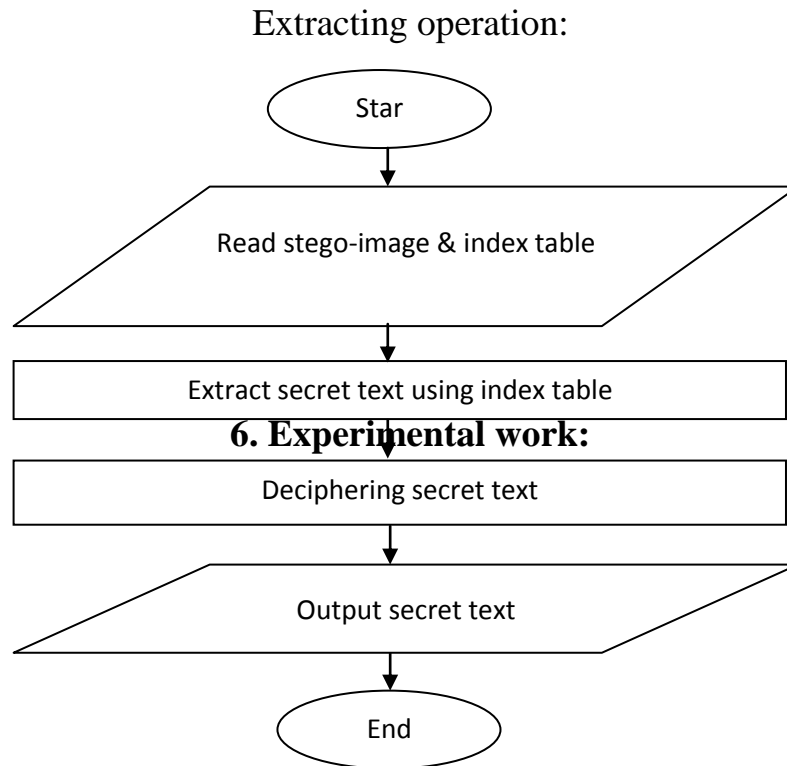 Extracting operation:
Star
Read stego-image & index table
Extract secret text using index table
6. Experimental work:
Deciphering secret text
Output secret text
End